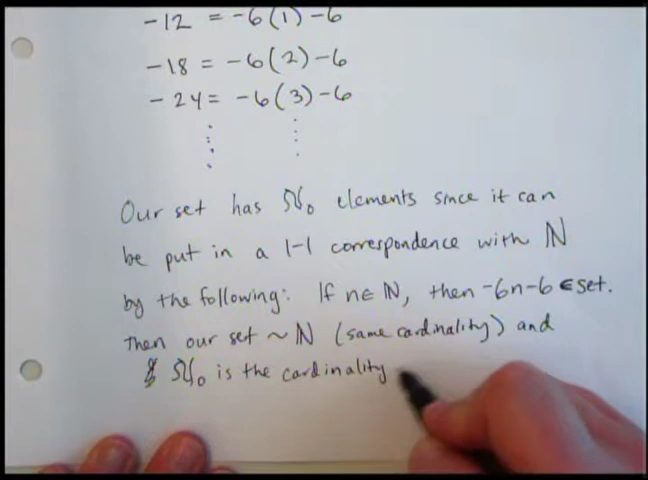 -12 = -6(1)-6
-18 = -6(2)-6
-24 = -6(3)-6
Our set has ℵ₀ elements since it can
be put in a 1-1 correspondence with ℕ
by the following: If n∈ℕ, then -6n-6 ∈ set.
Then our set ~ ℕ (same cardinality) and
ℵ₀ is the cardinality